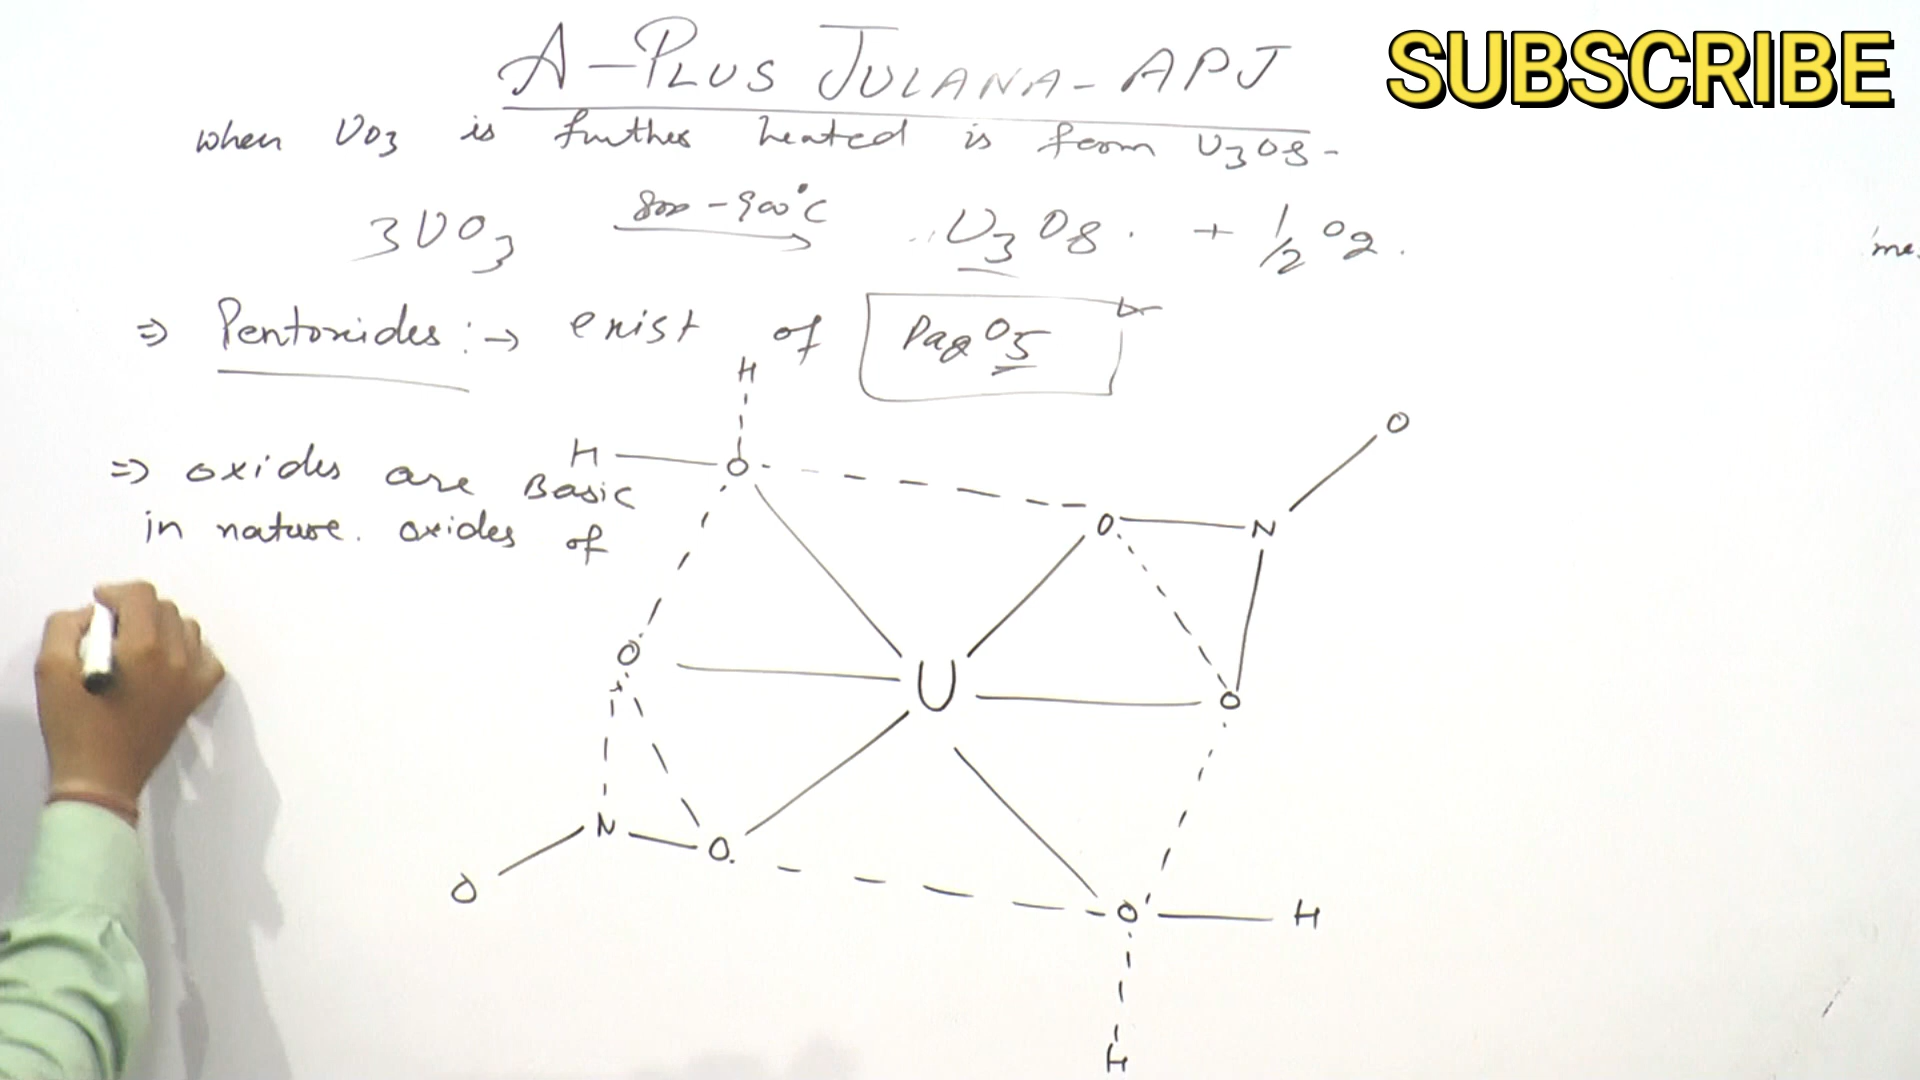 A-PLUS JULANA-APJ
SUBSCRIBE
when UO3 is further heated is form U3O8-
3UO3 800-900°C U3O8. + 1/2 O2.
me.
⇒ Pentoxides:→ exist of Pa2O5
⇒ oxides are Basic
in nature. oxides of
H
H O
O N O
O U O
N O
O O H
H